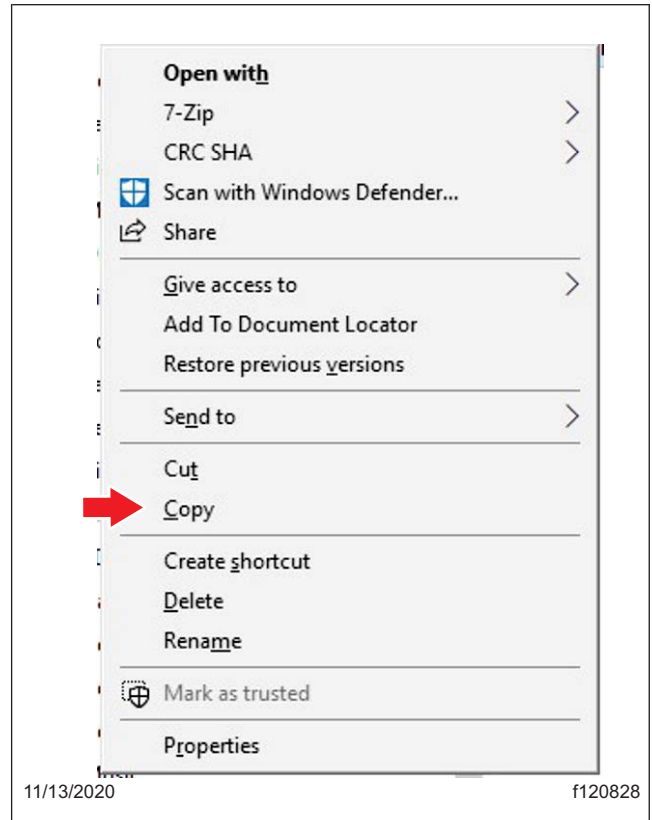 Open with
7-Zip
CRC SHA
Scan with Windows Defender...
Share
Give access to
Add To Document Locator
Restore previous versions
Send to
Cut
Copy
Create shortcut
Delete
Rename
Mark as trusted
Properties
11/13/2020 f120828